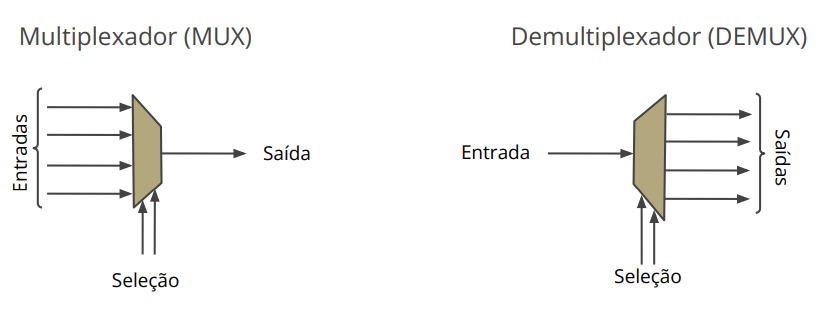 Multiplexador (MUX)
Entradas
Saída
Seleção
Demultiplexador (DEMUX)
Entrada
Saídas
Seleção